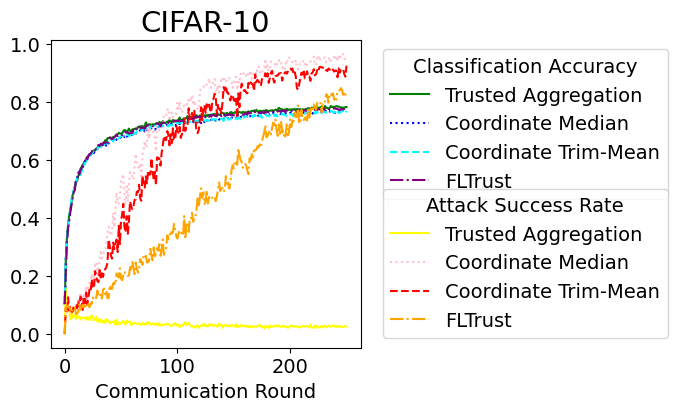 CIFAR-10
1.0
0.8
0.6
0.4
0.2
0.0
0
100
200
Communication Round
Classification Accuracy
Trusted Aggregation
Coordinate Median
Coordinate Trim-Mean
FLTrust
Attack Success Rate
Trusted Aggregation
Coordinate Median
Coordinate Trim-Mean
FLTrust